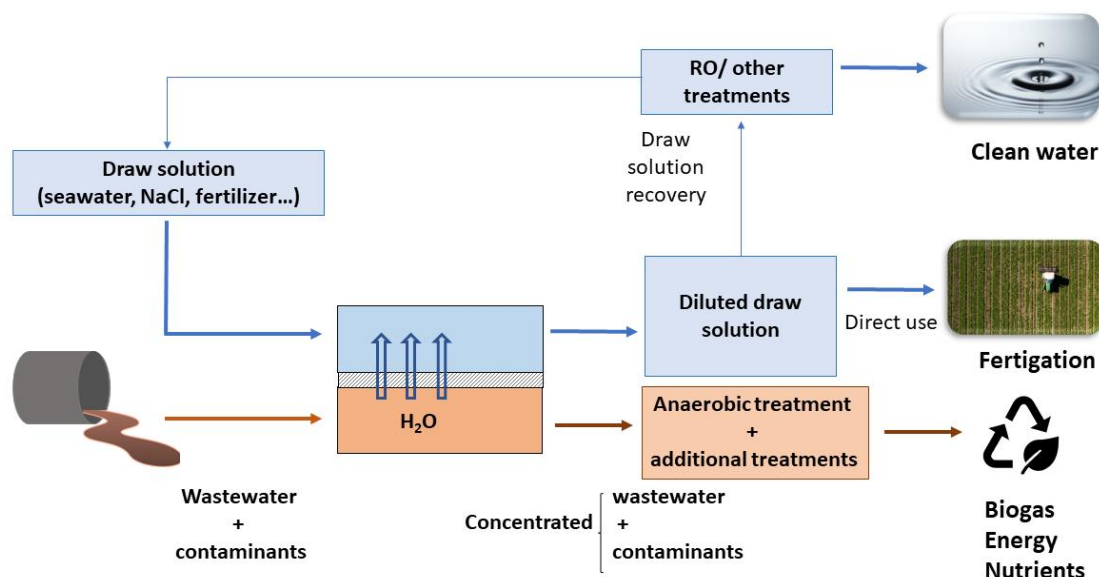 RO/ other
treatments
Clean water
Draw
solution
recovery
Draw solution
(seawater, NaCl, fertilizer...)
Diluted draw
solution
Direct use
Fertigation
H₂O
Anaerobic treatment
+
additional treatments
Wastewater
+
contaminants
Concentrated
wastewater
+
contaminants
Biogas
Energy
Nutrients